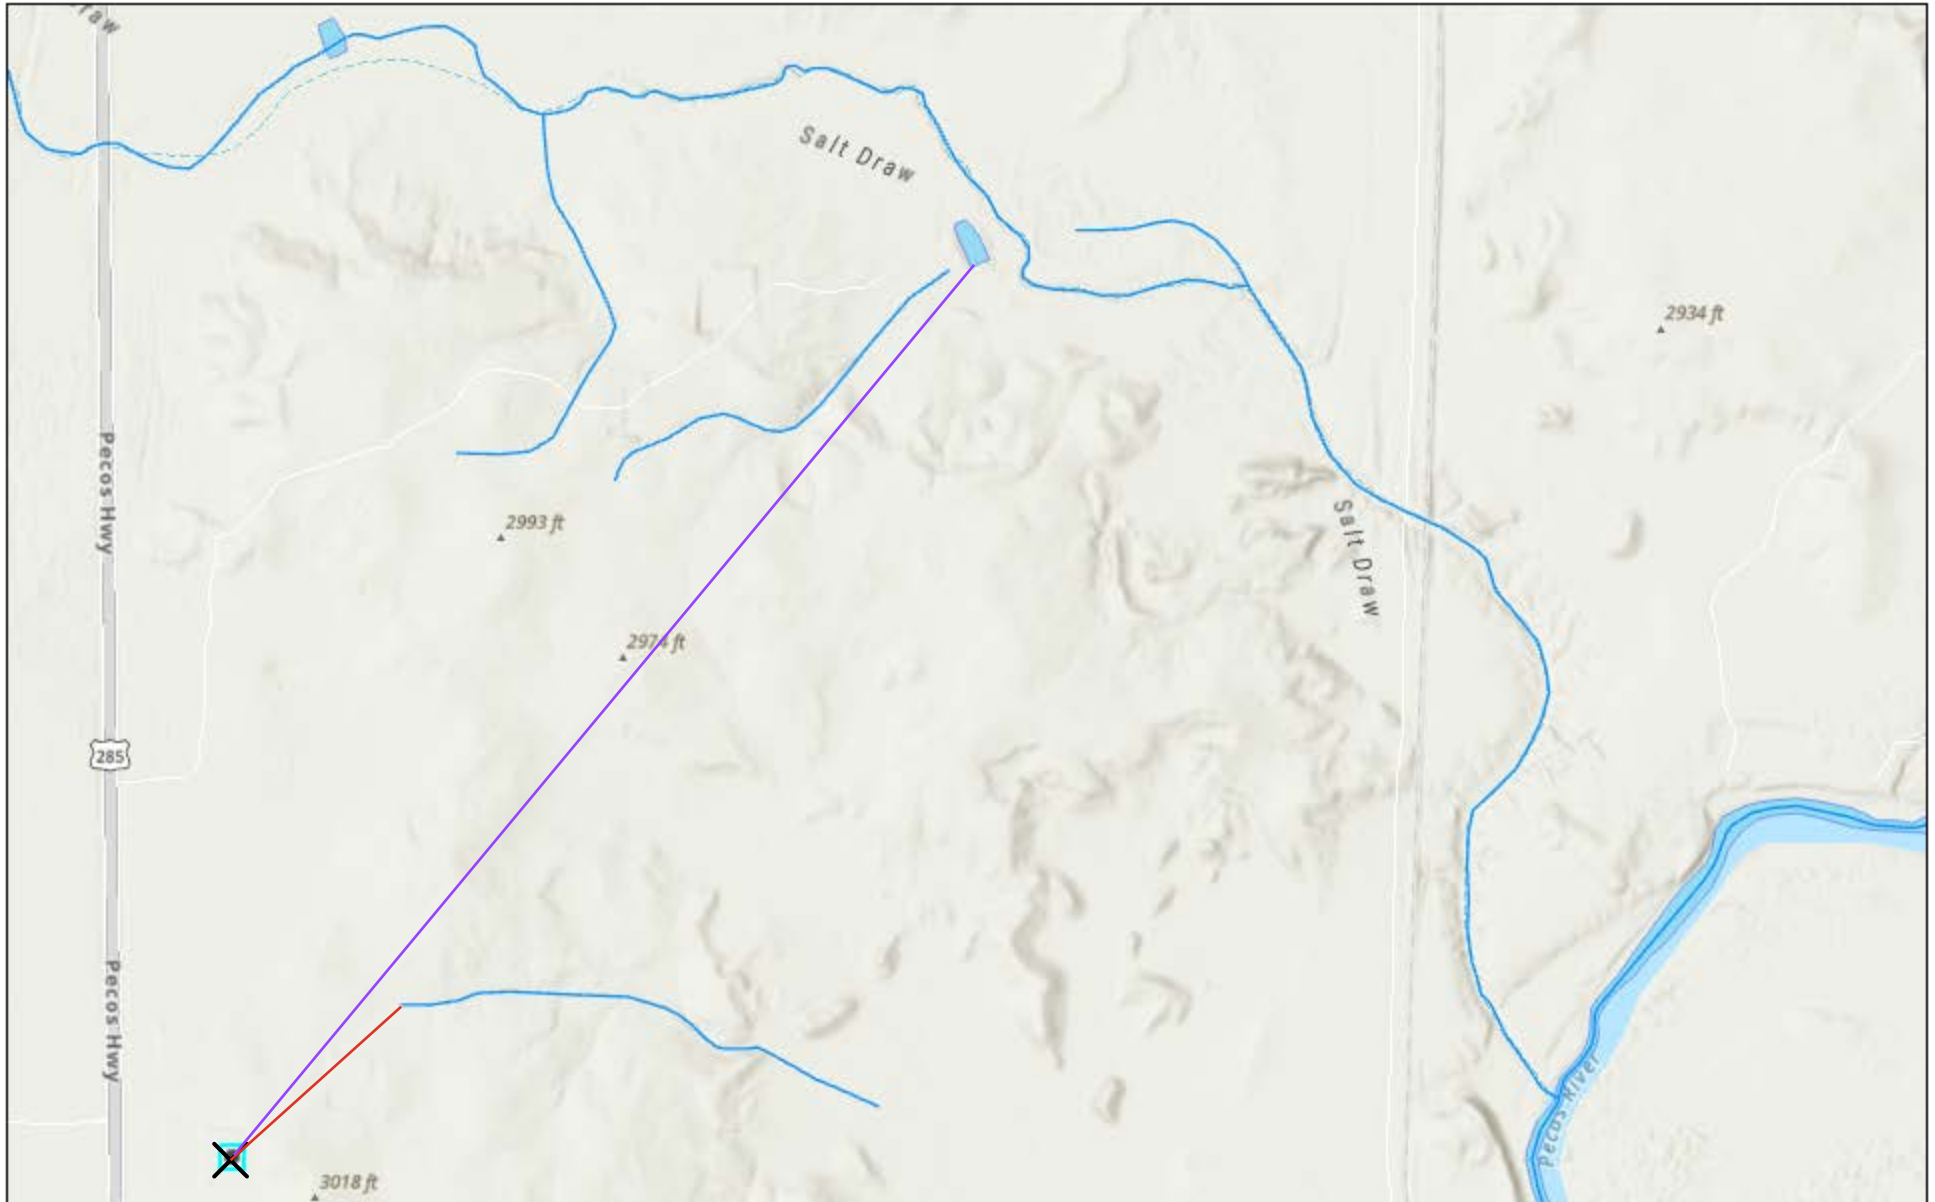 Salt Draw
2934 ft
Pecos Hwy
2993 ft
Salt Draw
2974 ft
285
Pecos Hwy
Pecos River
3018 ft